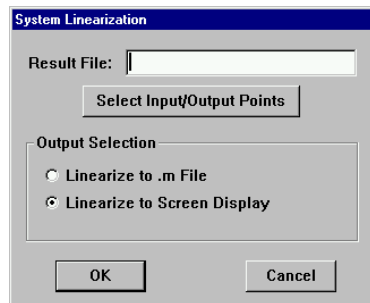 System Linearization
Result File:
Select Input/Output Points
Output Selection
Linearize to .m File
Linearize to Screen Display
OK Cancel